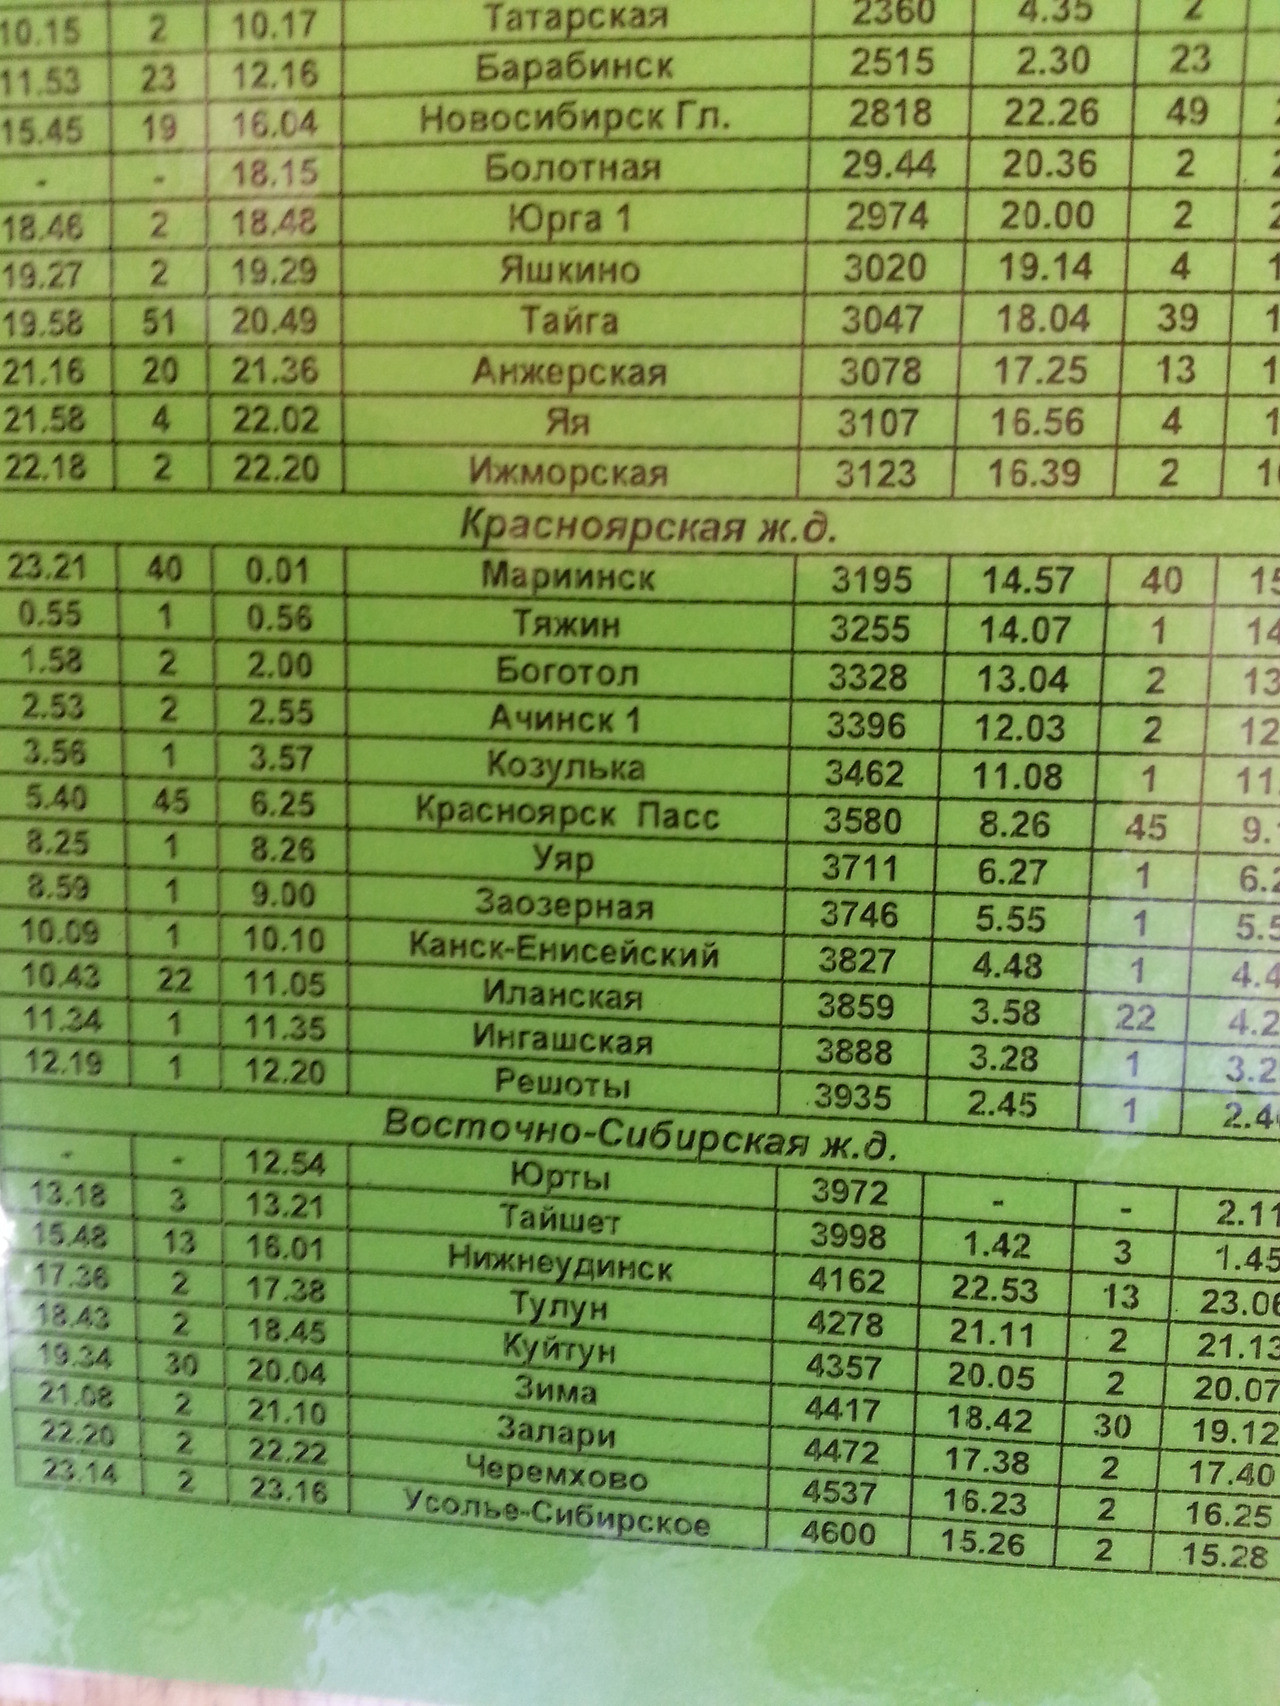 10.15 2 10.17 Татарская 2360 4.35 2
11.53 23 12.16 Барабинск 2515 2.30 23
15.45 19 16.04 Новосибирск Гл. 2818 22.26 49
- - 18.15 Болотная 29.44 20.36 2
18.46 2 18.48 Юрга 1 2974 20.00 2
19.27 2 19.29 Яшкино 3020 19.14 4
19.58 51 20.49 Тайга 3047 18.04 39
21.16 20 21.36 Анжерская 3078 17.25 13
21.58 4 22.02 Яя 3107 16.56 4
22.18 2 22.20 Ижморская 3123 16.39 2
Красноярская ж.д.
23.21 40 0.01 Мариинск 3195 14.57 40
0.55 1 0.56 Тяжин 3255 14.07 1
1.58 2 2.00 Боготол 3328 13.04 2
2.53 2 2.55 Ачинск 1 3396 12.03 2
3.56 1 3.57 Козулька 3462 11.08 1
5.40 45 6.25 Красноярск Пасс 3580 8.26 45
8.25 1 8.26 Уяр 3711 6.27 1
8.59 1 9.00 Заозерная 3746 5.55 1
10.09 1 10.10 Канск-Енисейский 3827 4.48 1
10.43 22 11.05 Иланская 3859 3.58 22
11.34 1 11.35 Ингашская 3888 3.28 1
12.19 1 12.20 Решоты 3935 2.45 1
Восточно-Сибирская ж.д.
- - 12.54 Юрты 3972 - - 2.11
13.18 3 13.21 Тайшет 3998 1.42 3 1.45
15.48 13 16.01 Нижнеудинск 4162 22.53 13 23.06
17.36 2 17.38 Тулун 4278 21.11 2 21.13
18.43 2 18.45 Куйтун 4357 20.05 2 20.07
19.34 30 20.04 Зима 4417 18.42 30 19.12
21.08 2 21.10 Залари 4472 17.38 2 17.40
22.20 2 22.22 Черемхово 4537 16.23 2 16.25
23.14 2 23.16 Усолье-Сибирское 4600 15.26 2 15.28